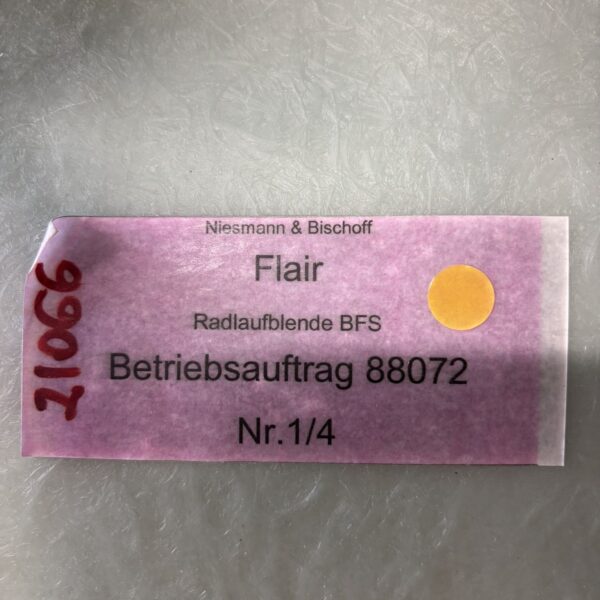 Niesmann & Bischoff
Flair
Radlaufblende BFS
Betriebsauftrag 88072
Nr.1/4
21066